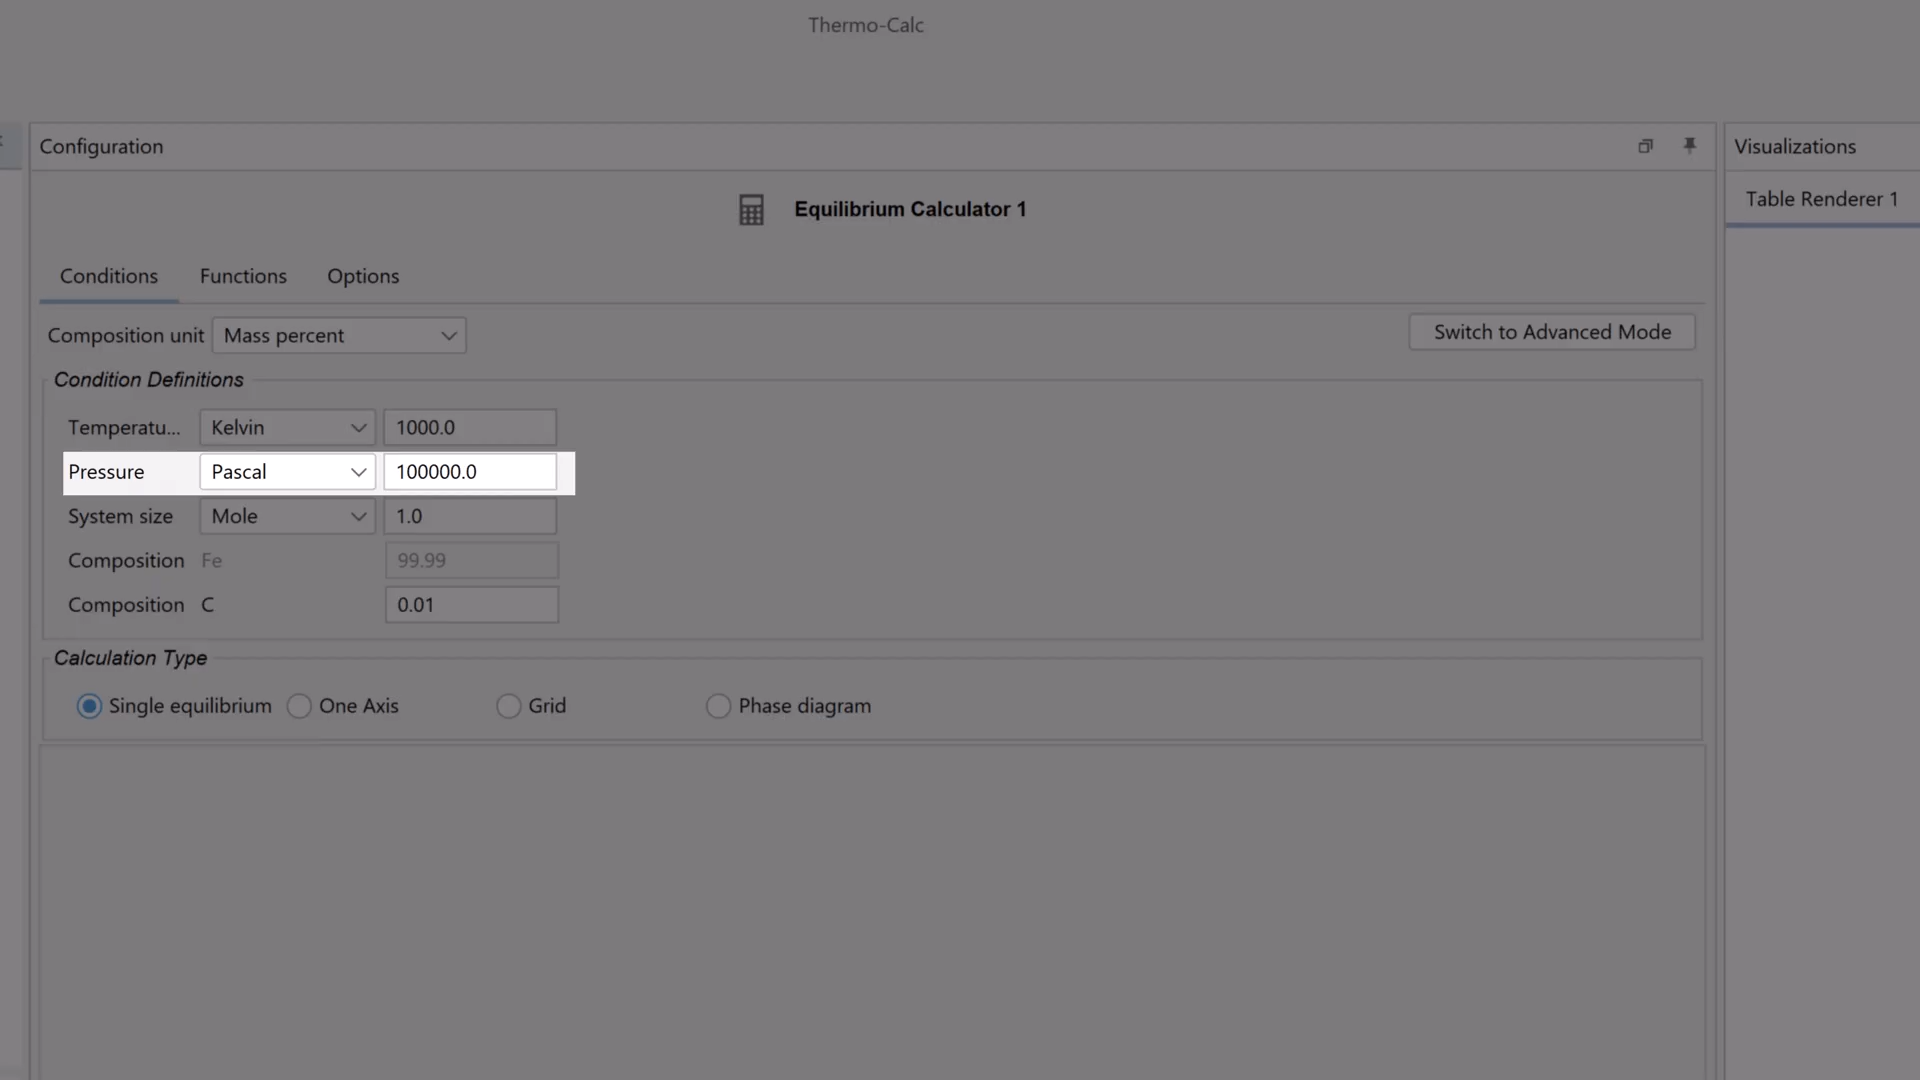 Thermo-Calc
Configuration
Visualizations
Equilibrium Calculator 1
Table Renderer 1
Conditions Functions Options
Composition unit Mass percent Switch to Advanced Mode
Condition Definitions
Temperatu... Kelvin 1000.0
Pressure Pascal 100000.0
System size Mole 1.0
Composition Fe 99.99
Composition C 0.01
Calculation Type
Single equilibrium One Axis Grid Phase diagram